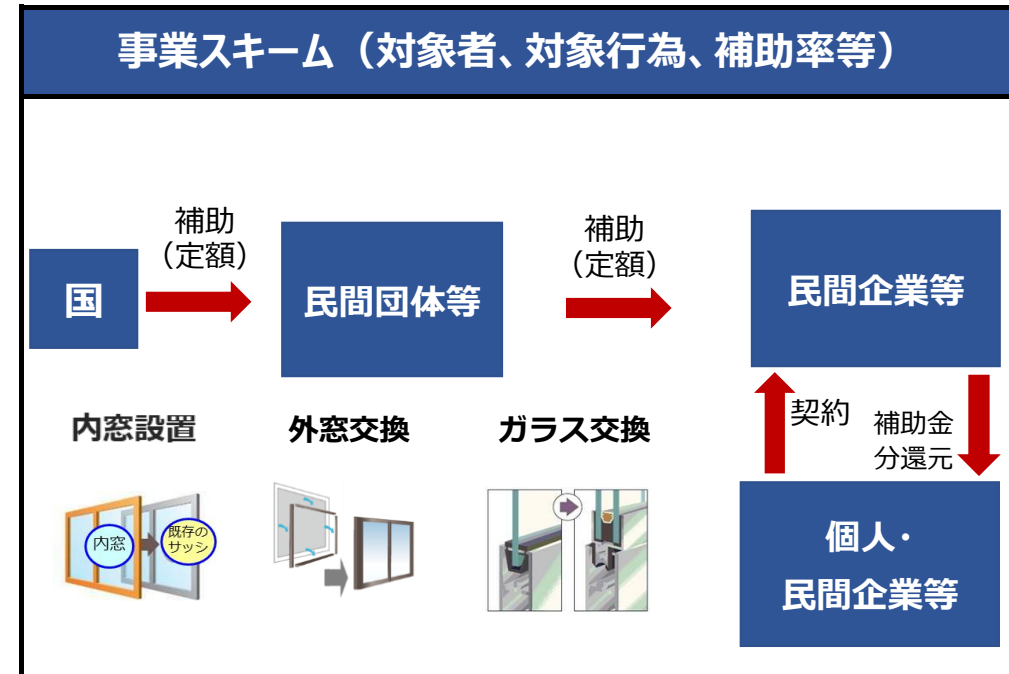 事業スキーム（対象者、対象行為、補助率等）
国
補助
（定額）
民間団体等
補助
（定額）
民間企業等
契約
補助金
分還元
個人・
民間企業等
内窓設置
外窓交換
ガラス交換
内窓
既存の
サッシ